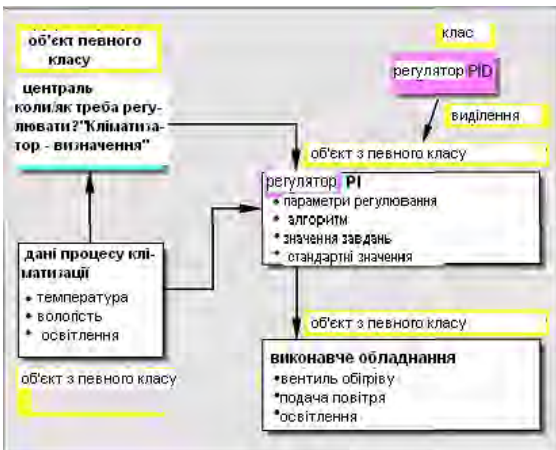 об'єкт певного
класу
централь
коли/як треба регу-
лювати?"Кліматиза-
тор - визначення"
клас
регулятор PID
виділення
об'єкт з певного класу
регулятор PI
• параметри регулювання
• алгоритм
• значення завдань
• стандартні значення
дані процесу клі-
матизації
• температура
• вологість
• освітлення
об'єкт з певного класу
об'єкт з певного класу
виконавче обладнання
•вентиль обігріву
•подача повітря
•освітлення